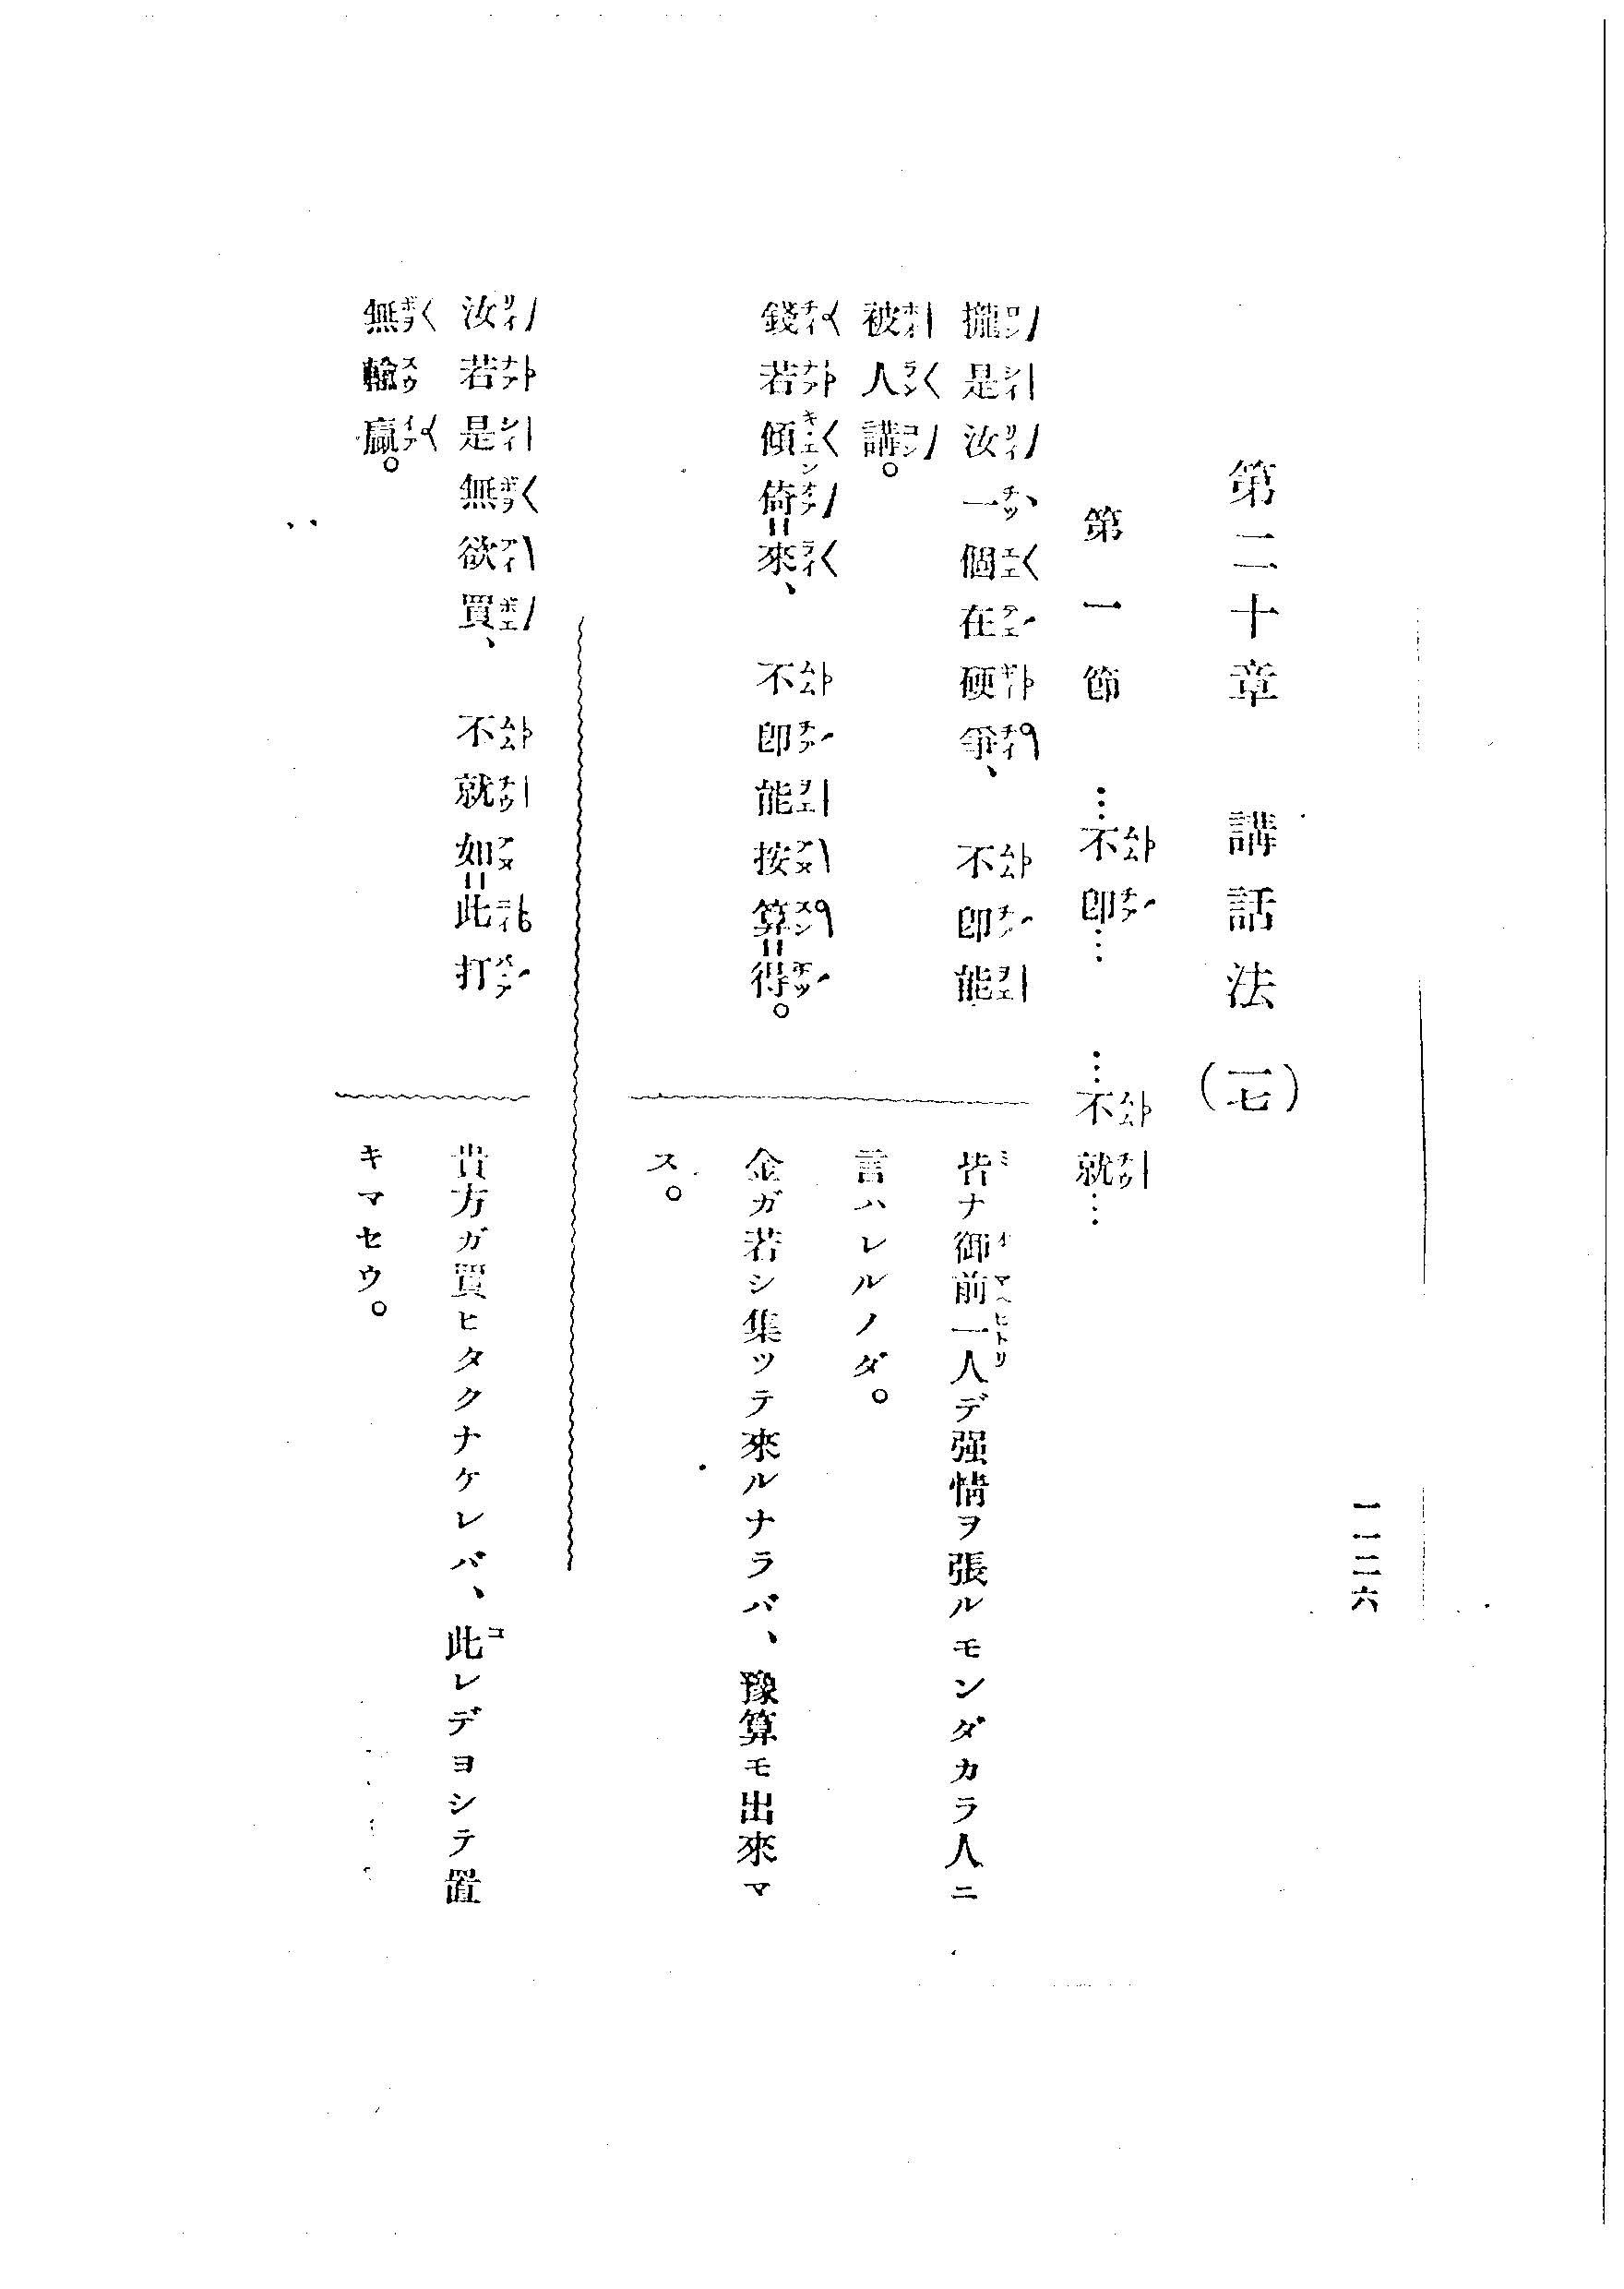 一一二六
第二十章 講話法(一七)
第一節 …不卽… …不就…
攏是汝一個在硬爭、不卽能
被人講。
皆ナ御前一人デ强情ヲ張ルモンダカラ人ニ
言ハレルノダ。
錢若傾倚=來、不卽能按算=得。
金ガ若シ集ツテ來ルナラバ、豫算モ出來マ
ス。
汝若是無欲買、不就如=此打
無輸贏。
貴方ガ買ヒタクナケレバ、此レデヨシテ置
キマセウ。